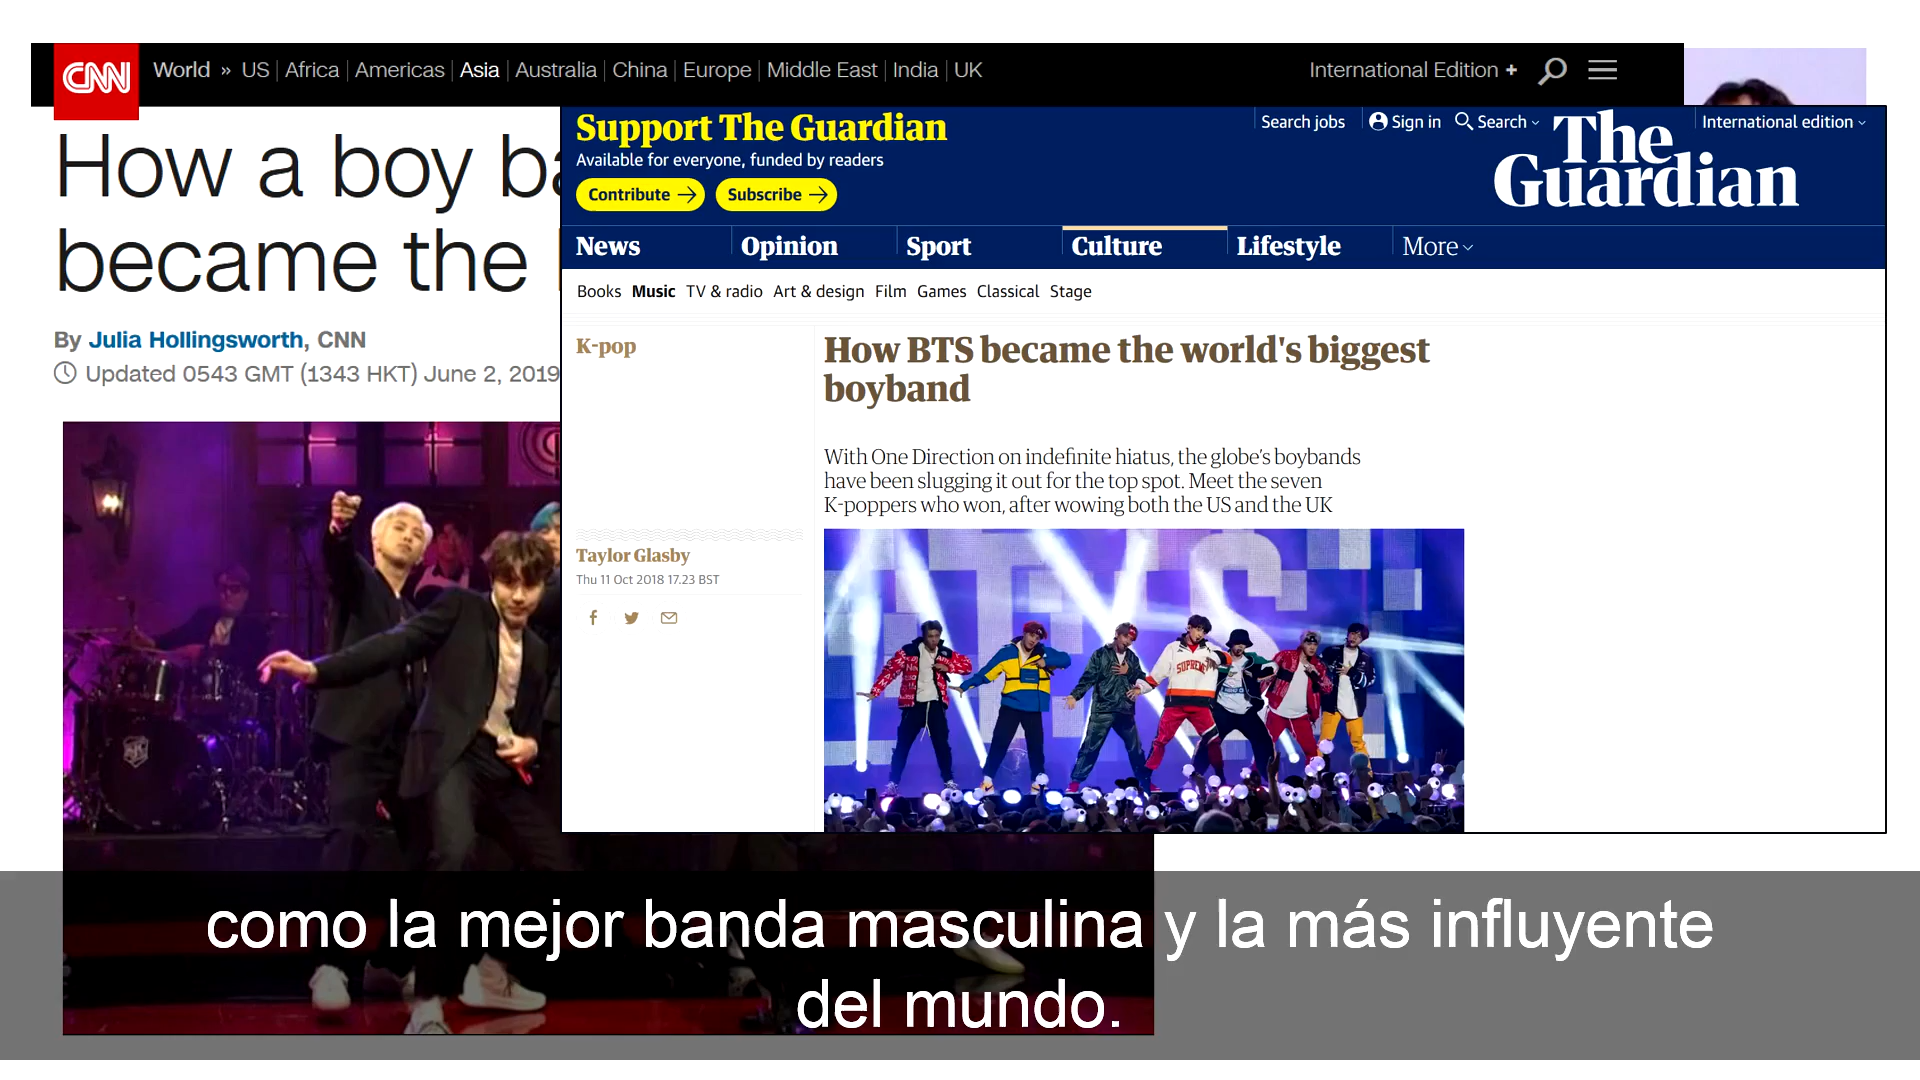 CNN
World » US Africa Americas Asia Australia China Europe Middle East India UK
International Edition +
How a boy ba
became the
By Julia Hollingsworth, CNN
Updated 0543 GMT (1343 HKT) June 2, 2019
Support The Guardian
Available for everyone, funded by readers
Contribute → Subscribe →
Search jobs Sign in Search International edition
The
Guardian
News Opinion Sport Culture Lifestyle More
Books Music TV & radio Art & design Film Games Classical Stage
K-pop
How BTS became the world's biggest
boyband
With One Direction on indefinite hiatus, the globe's boybands
have been slugging it out for the top spot. Meet the seven
K-poppers who won, after wowing both the US and the UK
Taylor Glasby
Thu 11 Oct 2018 17.23 BST
SUPREME
como la mejor banda masculina y la más influyente
del mundo.